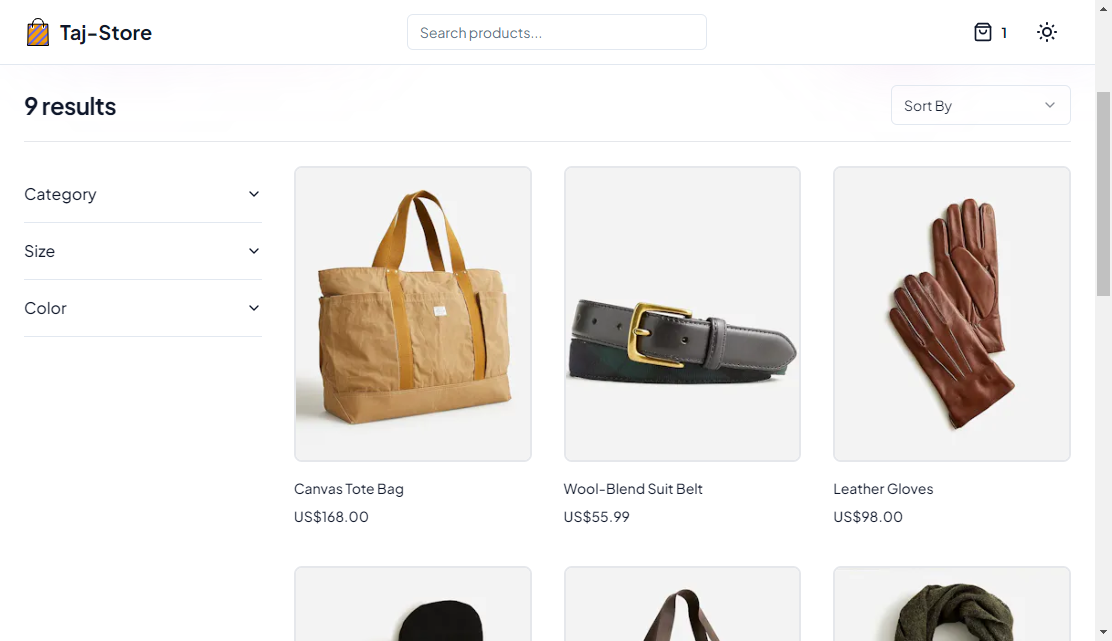 Taj-Store
Search products...
1
9 results
Sort By
Category
Size
Color
Canvas Tote Bag
US$168.00
Wool-Blend Suit Belt
US$55.99
Leather Gloves
US$98.00